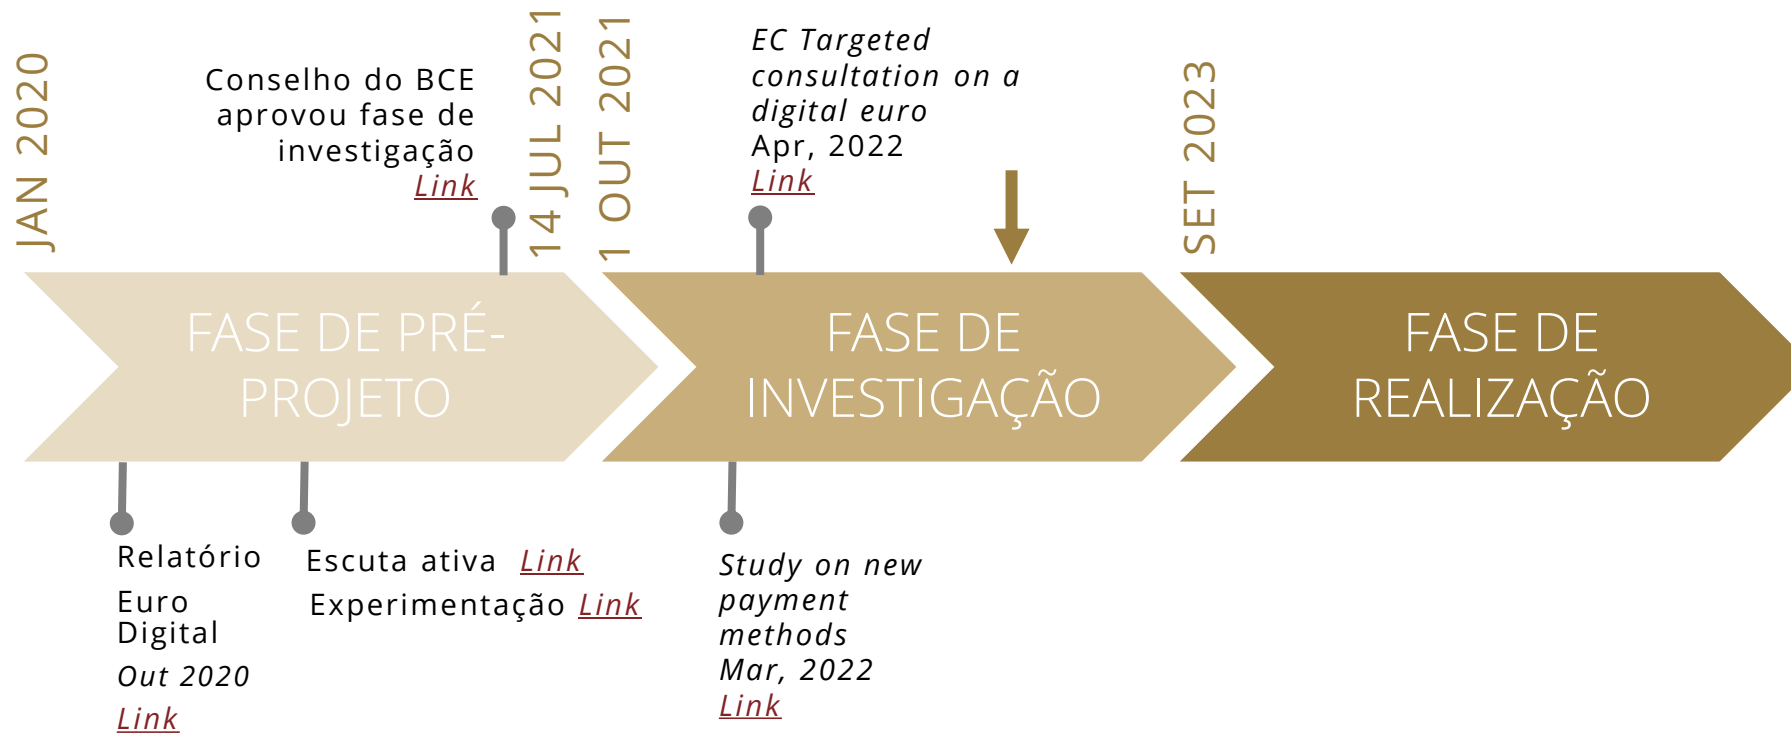 JAN 2020
Conselho do BCE
aprovou fase de
investigação
Link
14 JUL 2021
1 OUT 2021
EC Targeted
consultation on a
digital euro
Apr, 2022
Link
SET 2023
FASE DE PRÉ-
PROJETO
FASE DE
INVESTIGAÇÃO
FASE DE
REALIZAÇÃO
Relatório
Euro
Digital
Out 2020
Link
Escuta ativa Link
Experimentação Link
Study on new
payment
methods
Mar, 2022
Link